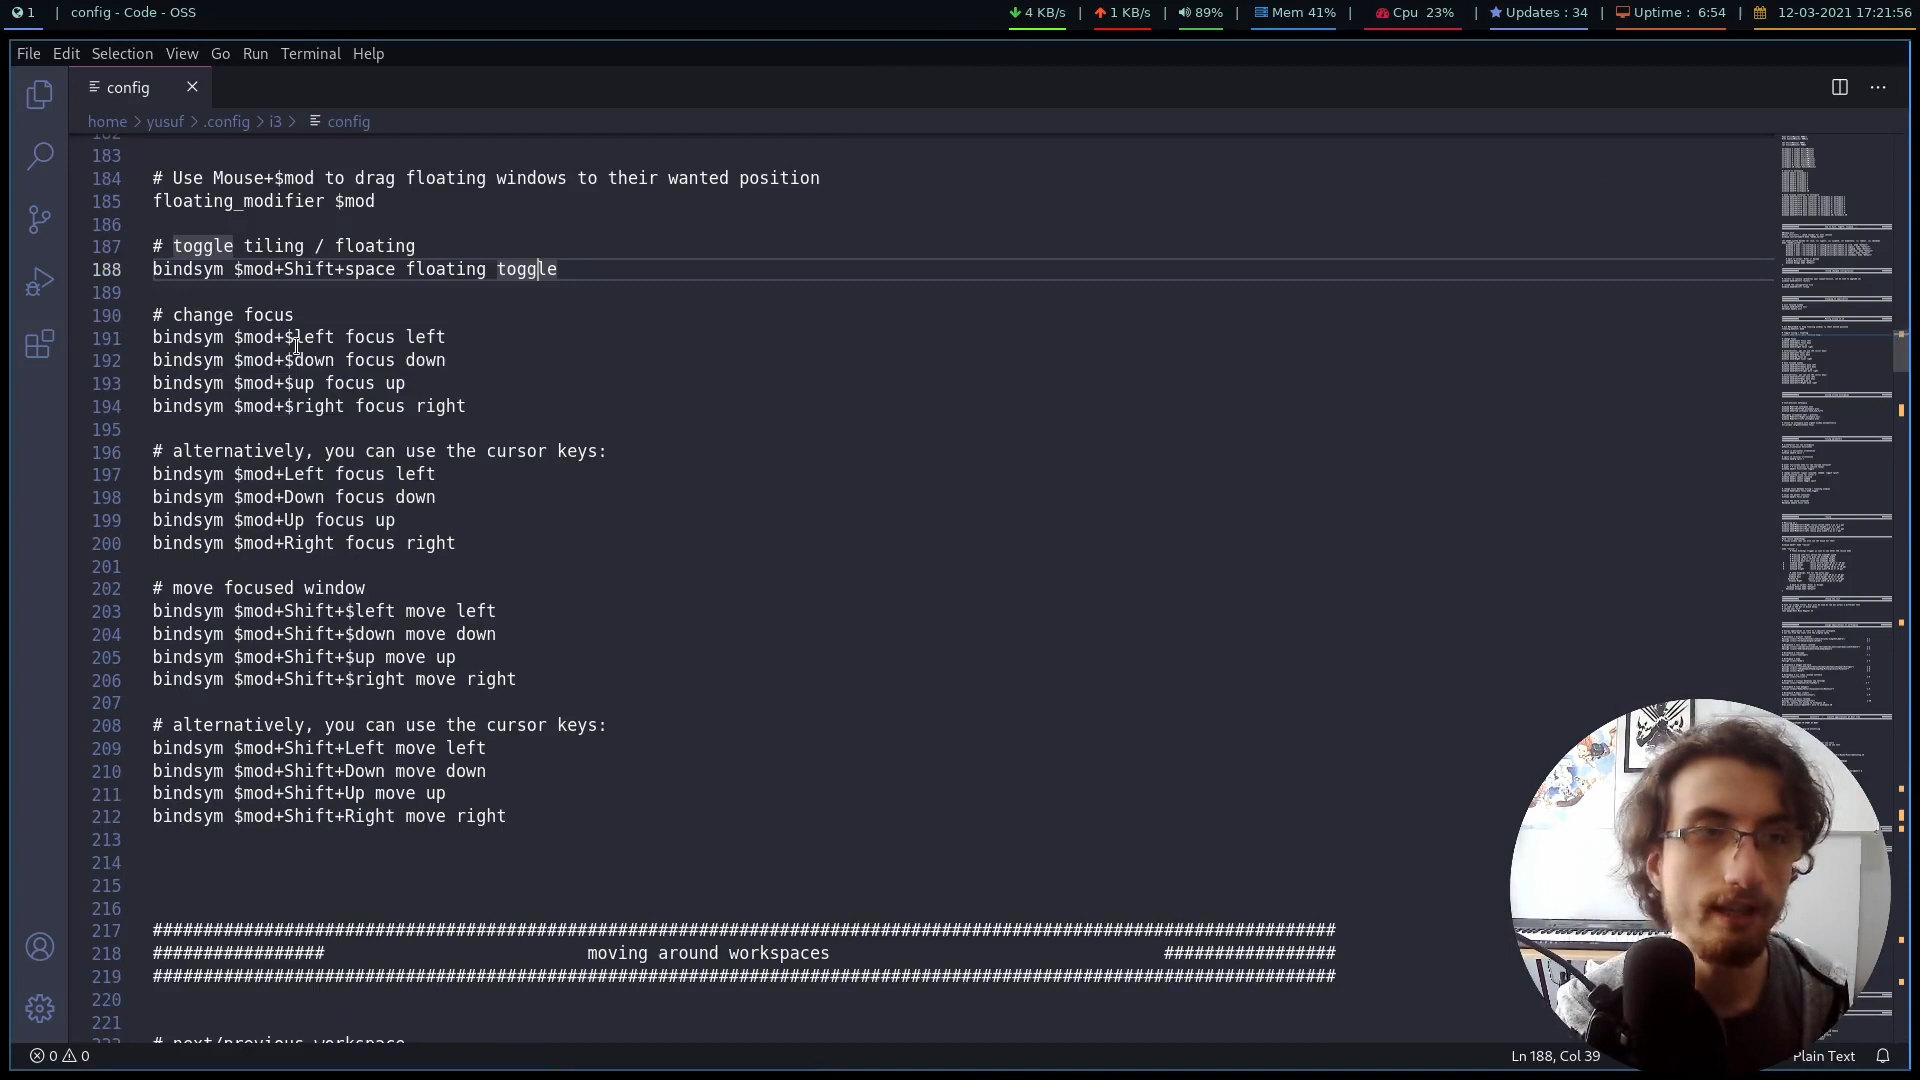 1 | config - Code - OSS
4 KB/s | 1 KB/s | 89% | Mem 41% | Cpu 23% | Updates : 34 | Uptime : 6:54 | 12-03-2021 17:21:56
File Edit Selection View Go Run Terminal Help
config
home > yusuf > .config > i3 > config
183
184 # Use Mouse+$mod to drag floating windows to their wanted position
185 floating_modifier $mod
186
187 # toggle tiling / floating
188 bindsym $mod+Shift+space floating toggle
189
190 # change focus
191 bindsym $mod+$left focus left
192 bindsym $mod+$down focus down
193 bindsym $mod+$up focus up
194 bindsym $mod+$right focus right
195
196 # alternatively, you can use the cursor keys:
197 bindsym $mod+Left focus left
198 bindsym $mod+Down focus down
199 bindsym $mod+Up focus up
200 bindsym $mod+Right focus right
201
202 # move focused window
203 bindsym $mod+Shift+$left move left
204 bindsym $mod+Shift+$down move down
205 bindsym $mod+Shift+$up move up
206 bindsym $mod+Shift+$right move right
207
208 # alternatively, you can use the cursor keys:
209 bindsym $mod+Shift+Left move left
210 bindsym $mod+Shift+Down move down
211 bindsym $mod+Shift+Up move up
212 bindsym $mod+Shift+Right move right
213
214
215
216
217 #####################################################################################################################
218 ################# moving around workspaces #################
219 #####################################################################################################################
220
221
# next/previous workspace
0 0
Ln 188, Col 39
Plain Text